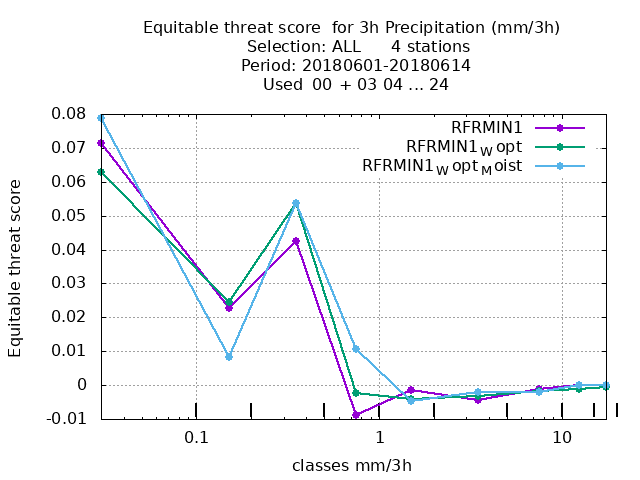 Equitable threat score  for 3h Precipitation (mm/3h)
Selection: ALL      4 stations
Period: 20180601-20180614
Used  00 + 03 04 ... 24
RFRMIN1
RFRMIN1Wopt
RFRMIN1WoptMoist
Equitable threat score
0.08
0.07
0.06
0.05
0.04
0.03
0.02
0.01
0
-0.01
0.1
1
10
classes mm/3h